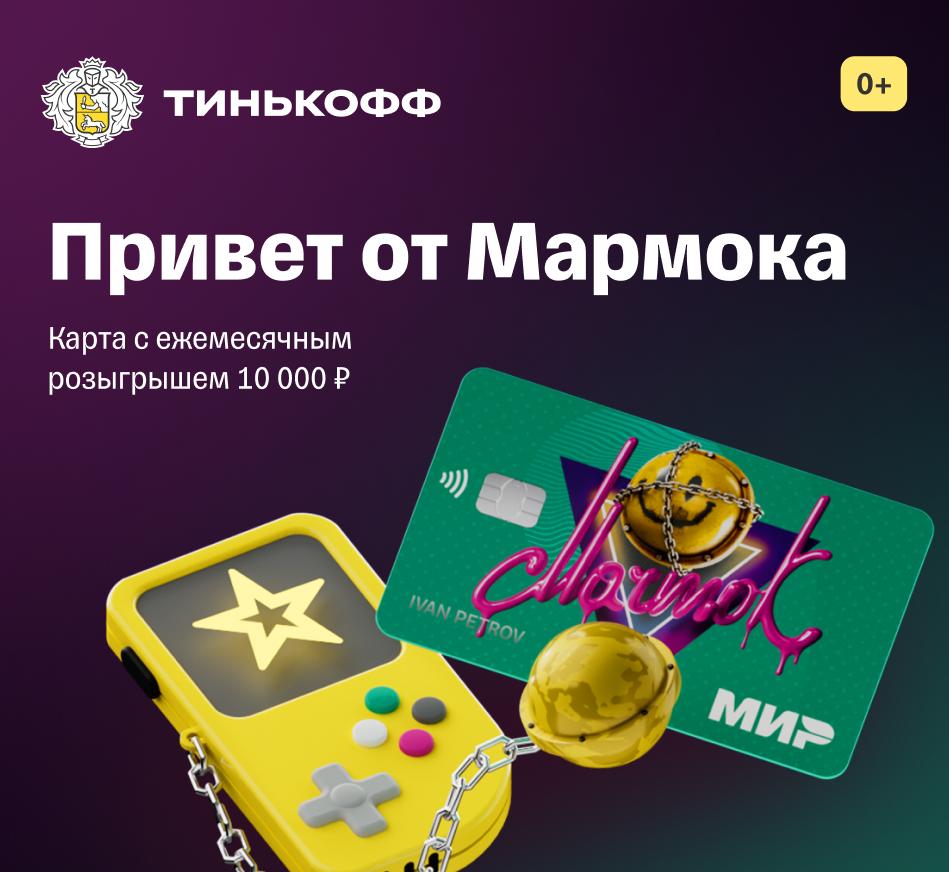 ТИНЬКОФФ
0+
Привет от Мармока
Карта с ежемесячным
розыгрышем 10 000 ₽
Marmok
IVAN PETROV
МИР